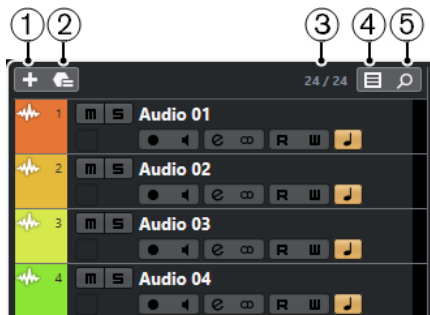 1 2 3 4 5
24 / 24
1 m S Audio 01
e R W
2 m S Audio 02
e R W
3 m S Audio 03
e R W
4 m S Audio 04
e R W